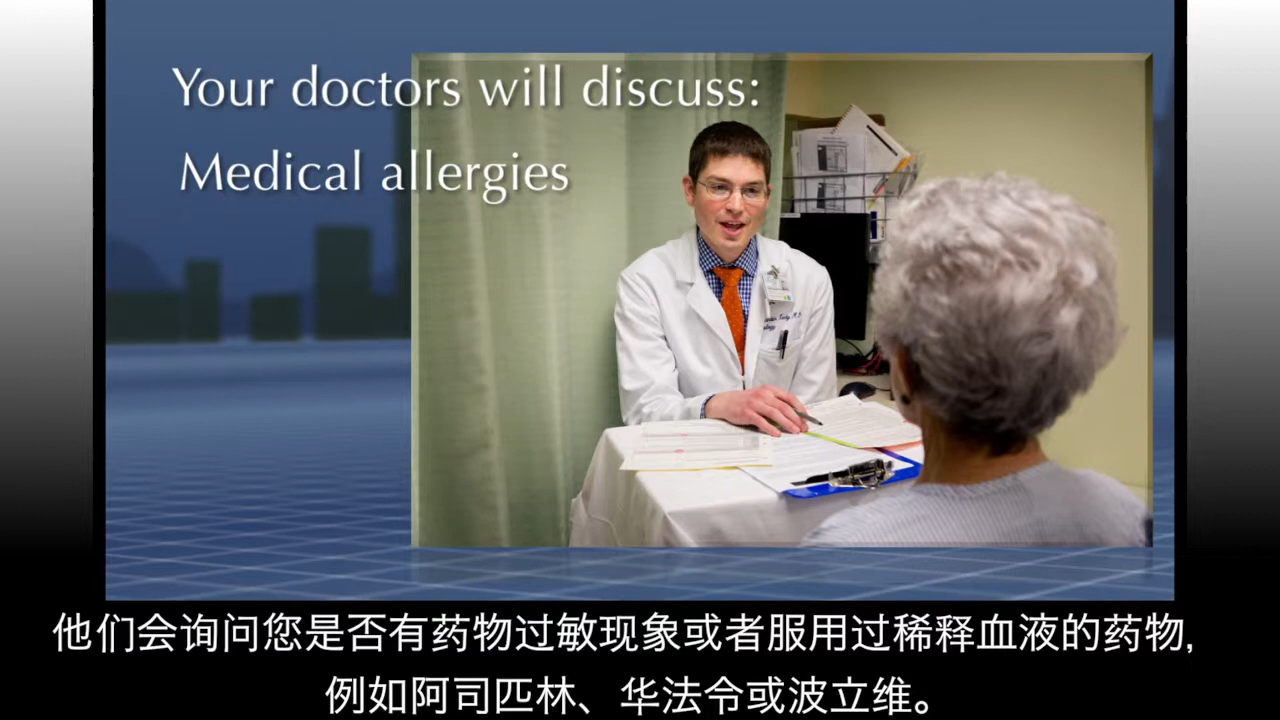 Your doctors will discuss:
Medical allergies
他们会询问您是否有药物过敏现象或者服用过稀释血液的药物,
例如阿司匹林、华法令或波立维。